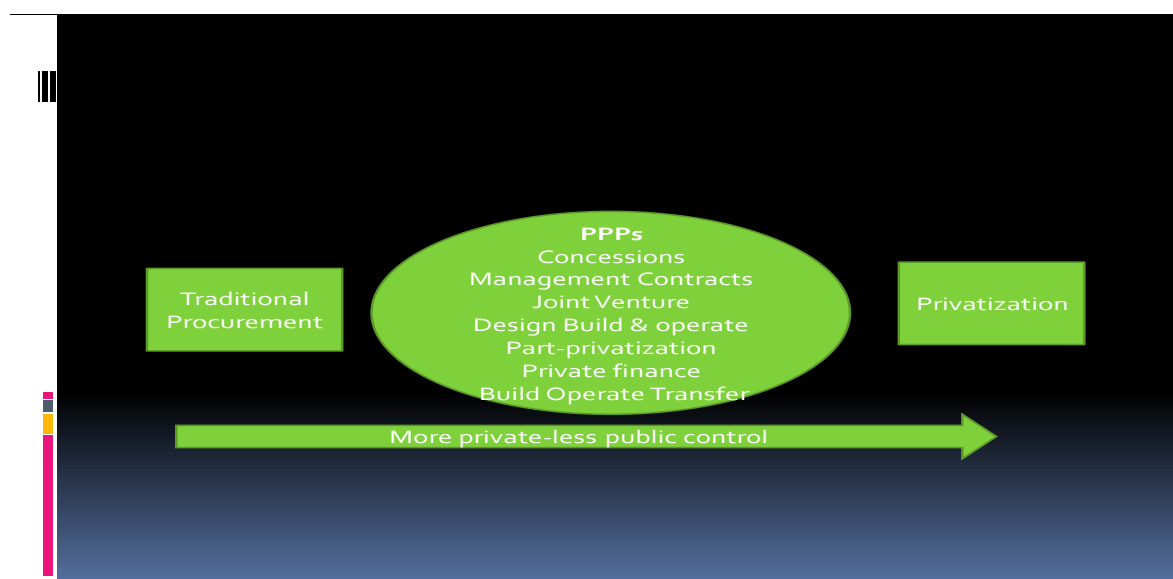 Traditional
Procurement
PPPs
Concessions
Management Contracts
Joint Venture
Design Build & operate
Part-privatization
Private finance
Build Operate Transfer
Privatization
More private-less public control